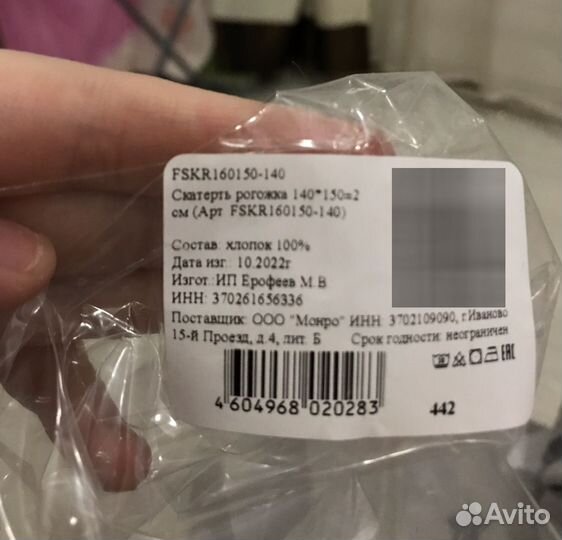 FSKR160150-140
Скатерть рогожка 140*150±2
см (Арт. FSKR160150-140)
Состав: хлопок 100%
Дата изг.: 10.2022г
Изгот.:ИП Ерофеев М.В
ИНН: 370261656336
Поставщик: ООО "Монро" ИНН: 3702109090, г.Иваново
15-й Проезд, д.4, лит. Б Срок годности: неограничен
EAC
4 604968 020283
442
Avito